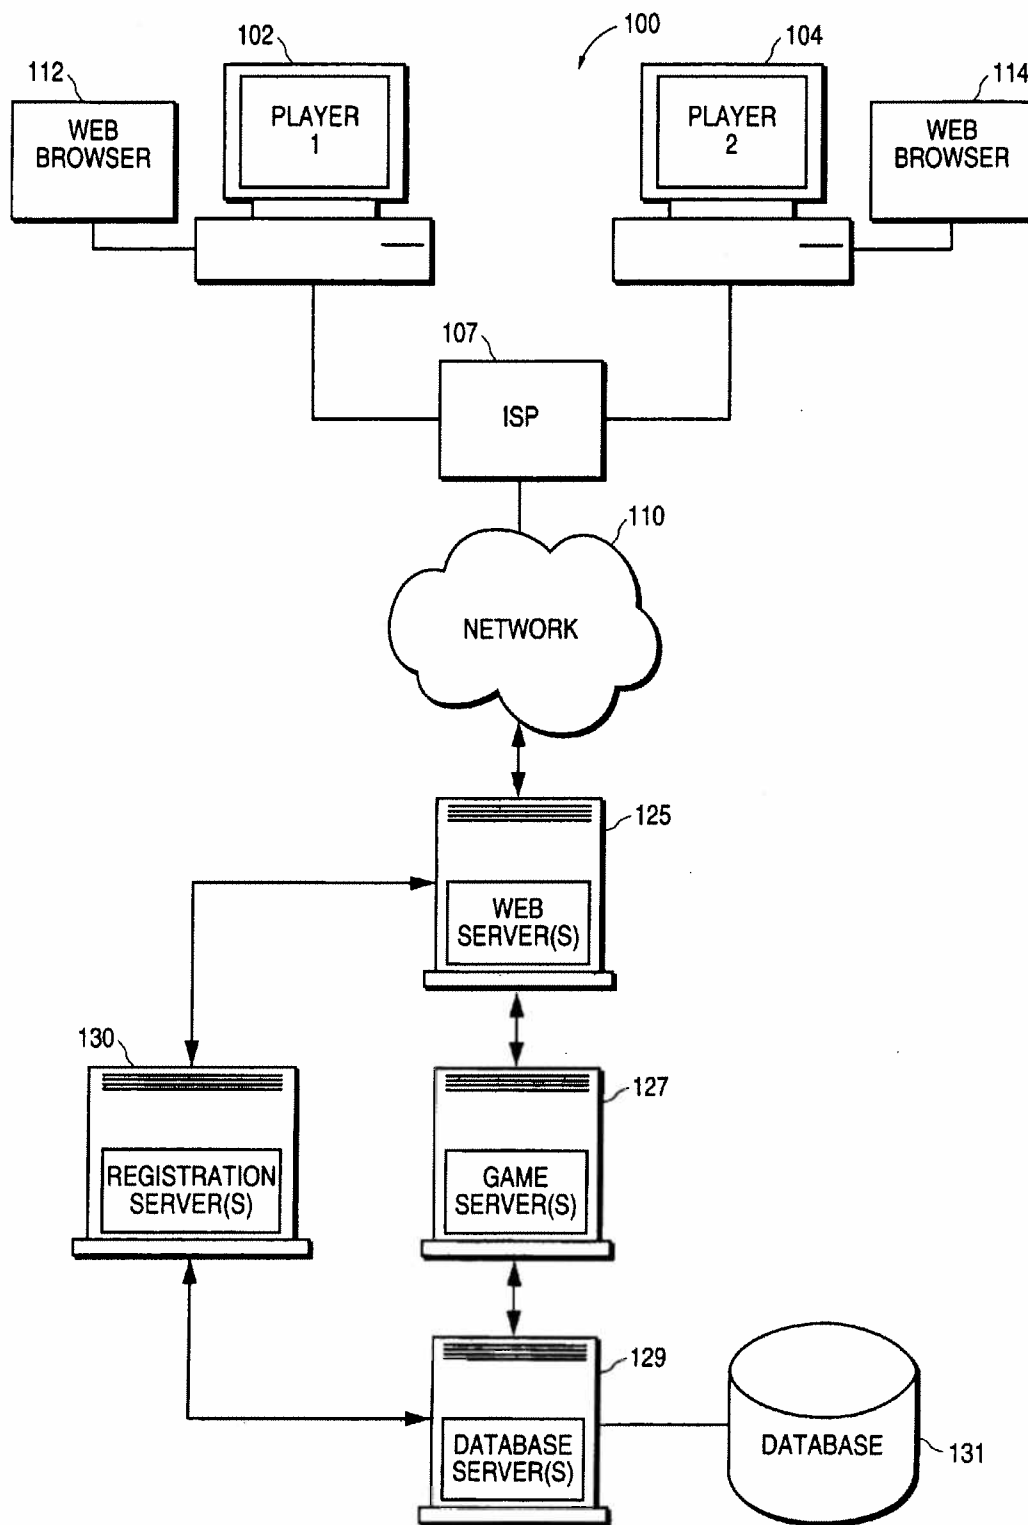 100
102
104
112
114
WEB
BROWSER
PLAYER
1
PLAYER
2
WEB
BROWSER
107
ISP
110
NETWORK
125
WEB
SERVER(S)
130
127
REGISTRATION
SERVER(S)
GAME
SERVER(S)
129
DATABASE
SERVER(S)
DATABASE
131